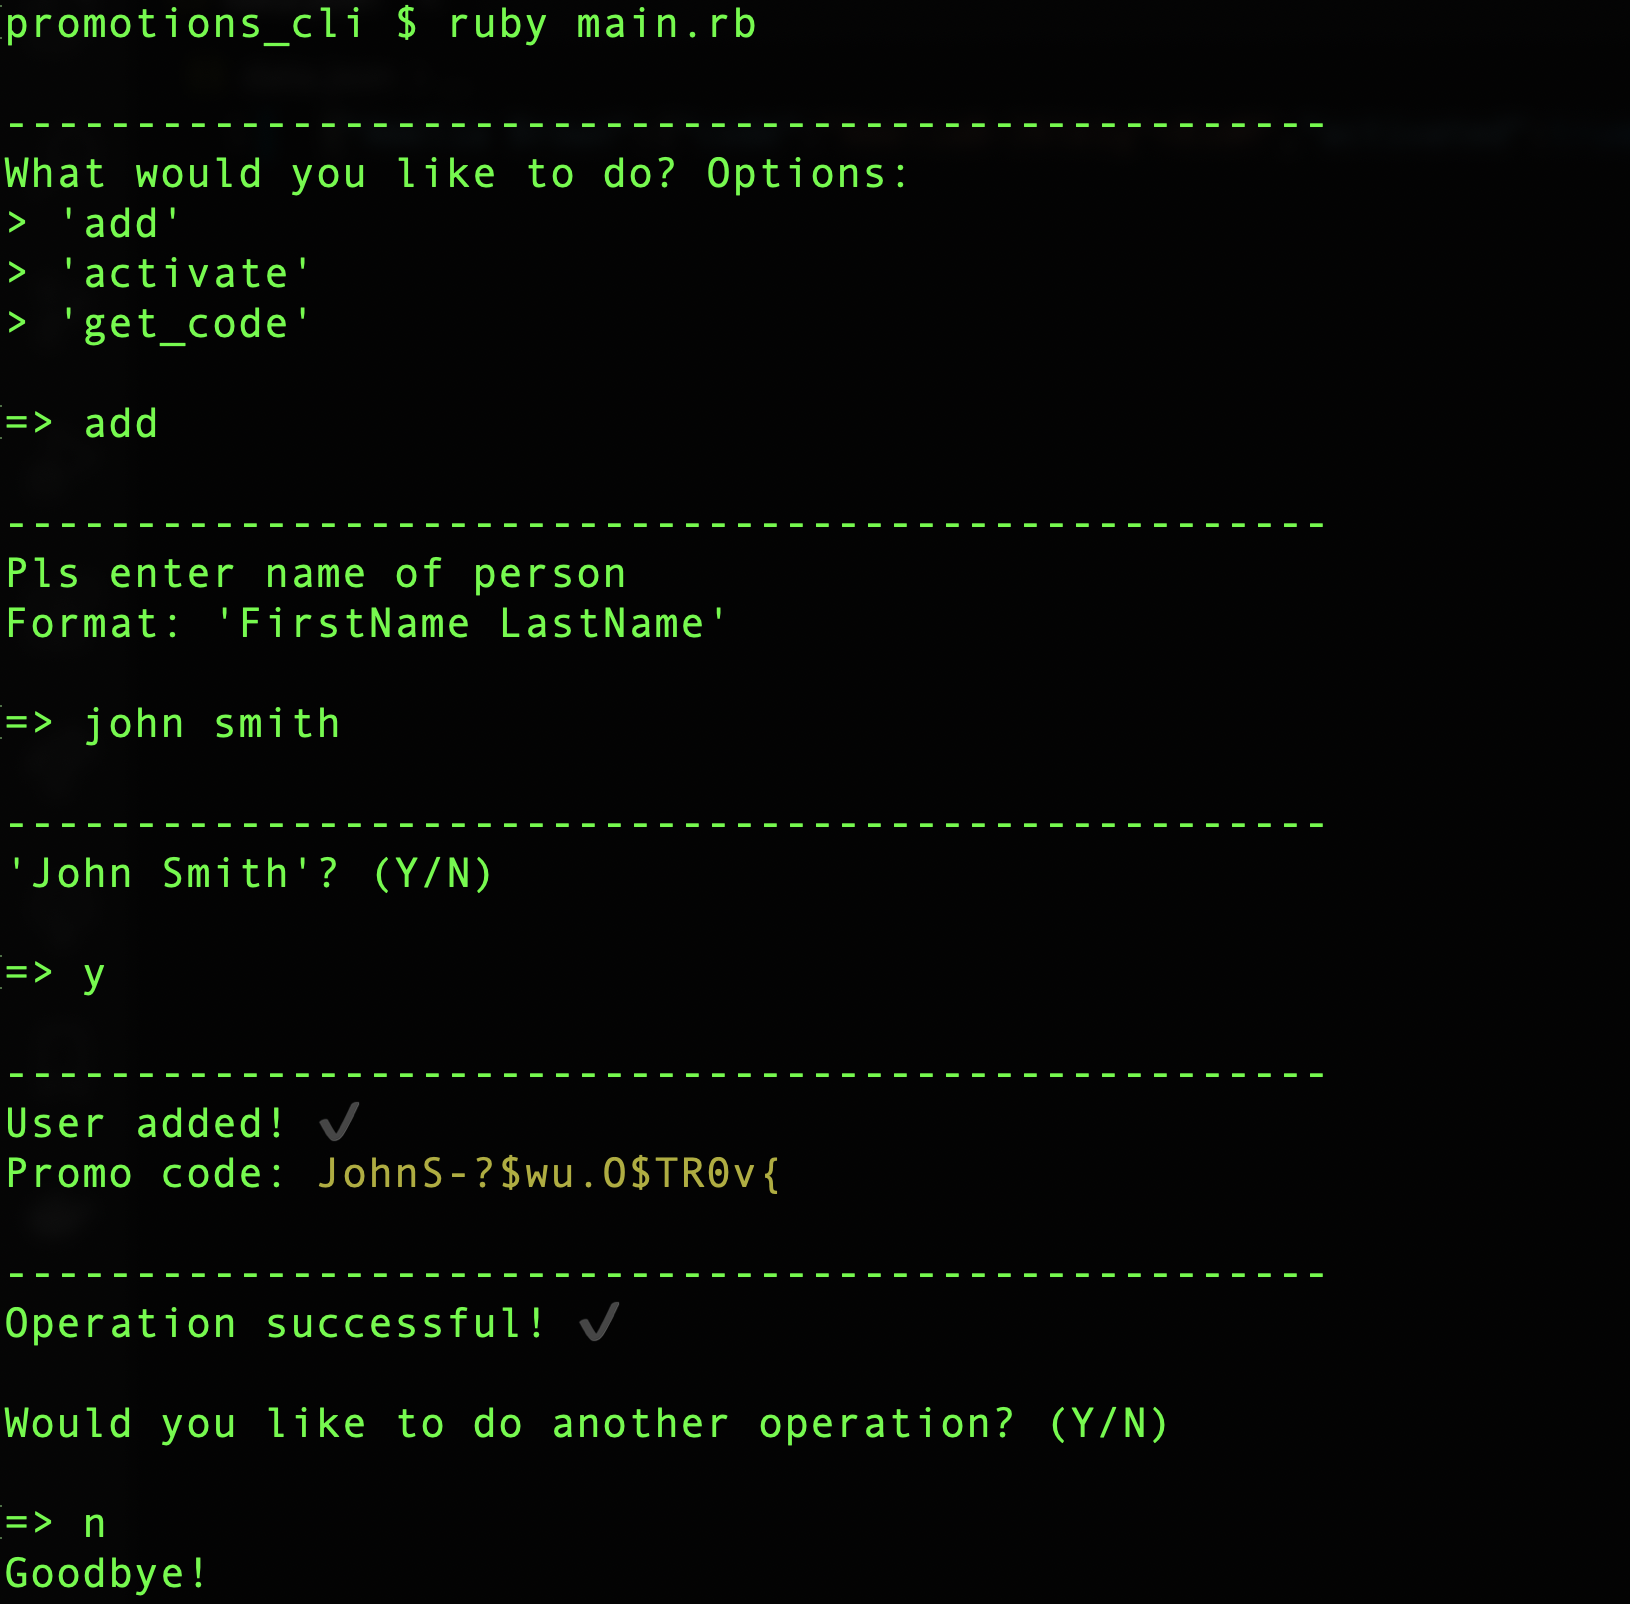 promotions_cli $ ruby main.rb
---------------------------------------------------
What would you like to do? Options:
> 'add'
> 'activate'
> 'get_code'
=> add
---------------------------------------------------
Pls enter name of person
Format: 'FirstName LastName'
=> john smith
---------------------------------------------------
'John Smith'? (Y/N)
=> y
---------------------------------------------------
User added! ✔
Promo code: JohnS-?$wu.O$TR0v{
---------------------------------------------------
Operation successful! ✔
Would you like to do another operation? (Y/N)
=> n
Goodbye!